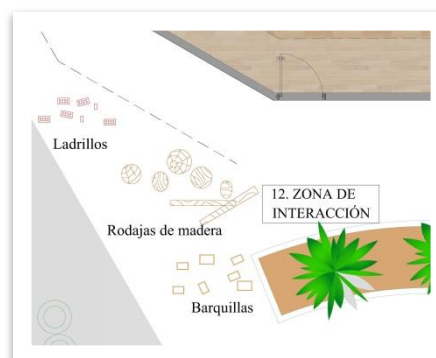 Ladrillos
12. ZONA DE
INTERACCIÓN
Rodajas de madera
Barquillas